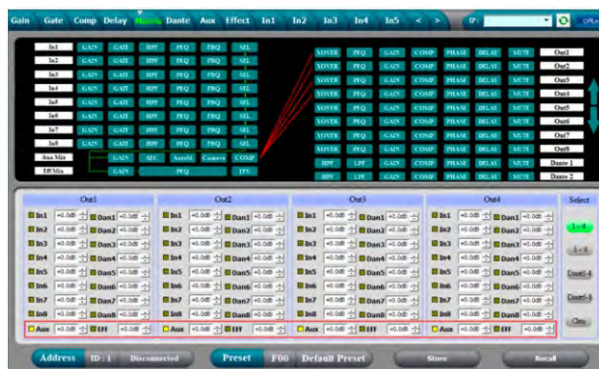 Gain Gate Comp Delay Matrix Dante Aux Effect In1 In2 In3 In4 In5 < > IP:
In1 GAIN GATE HPF PEQ FBQ SEL
In2 GAIN GATE HPF PEQ FBQ SEL
In3 GAIN GATE HPF PEQ FBQ SEL
In4 GAIN GATE HPF PEQ FBQ SEL
In5 GAIN GATE HPF PEQ FBQ SEL
In6 GAIN GATE HPF PEQ FBQ SEL
In7 GAIN GATE HPF PEQ FBQ SEL
In8 GAIN GATE HPF PEQ FBQ SEL
Aux Mix GAIN AEC AutoM Camera COMP
Eff Mix GAIN PEQ EFX
XOVER PEQ GAIN COMP PHASE DELAY MUTE Out1
XOVER PEQ GAIN COMP PHASE DELAY MUTE Out2
XOVER PEQ GAIN COMP PHASE DELAY MUTE Out3
XOVER PEQ GAIN COMP PHASE DELAY MUTE Out4
XOVER PEQ GAIN COMP PHASE DELAY MUTE Out5
XOVER PEQ GAIN COMP PHASE DELAY MUTE Out6
XOVER PEQ GAIN COMP PHASE DELAY MUTE Out7
XOVER PEQ GAIN COMP PHASE DELAY MUTE Out8
HPF LPF GAIN COMP PHASE DELAY MUTE Dante 1
HPF LPF GAIN COMP PHASE DELAY MUTE Dante 2
Out1 Out2 Out3 Out4 Select
In1 +0.0dB Dan1 +0.0dB In1 +0.0dB Dan1 +0.0dB In1 +0.0dB Dan1 +0.0dB In1 +0.0dB Dan1 +0.0dB
In2 +0.0dB Dan2 +0.0dB In2 +0.0dB Dan2 +0.0dB In2 +0.0dB Dan2 +0.0dB In2 +0.0dB Dan2 +0.0dB
1~4
In3 +0.0dB Dan3 +0.0dB In3 +0.0dB Dan3 +0.0dB In3 +0.0dB Dan3 +0.0dB In3 +0.0dB Dan3 +0.0dB
In4 +0.0dB Dan4 +0.0dB In4 +0.0dB Dan4 +0.0dB In4 +0.0dB Dan4 +0.0dB In4 +0.0dB Dan4 +0.0dB
In5 +0.0dB Dan5 +0.0dB In5 +0.0dB Dan5 +0.0dB In5 +0.0dB Dan5 +0.0dB In5 +0.0dB Dan5 +0.0dB
In6 +0.0dB Dan6 +0.0dB In6 +0.0dB Dan6 +0.0dB In6 +0.0dB Dan6 +0.0dB In6 +0.0dB Dan6 +0.0dB
In7 +0.0dB Dan7 +0.0dB In7 +0.0dB Dan7 +0.0dB In7 +0.0dB Dan7 +0.0dB In7 +0.0dB Dan7 +0.0dB
In8 +0.0dB Dan8 +0.0dB In8 +0.0dB Dan8 +0.0dB In8 +0.0dB Dan8 +0.0dB In8 +0.0dB Dan8 +0.0dB
Aux +0.0dB EFF +0.0dB Aux +0.0dB EFF +0.0dB Aux +0.0dB EFF +0.0dB Aux +0.0dB EFF +0.0dB
Address ID : 1 Disconnected Preset F00 Default Preset Store Recall